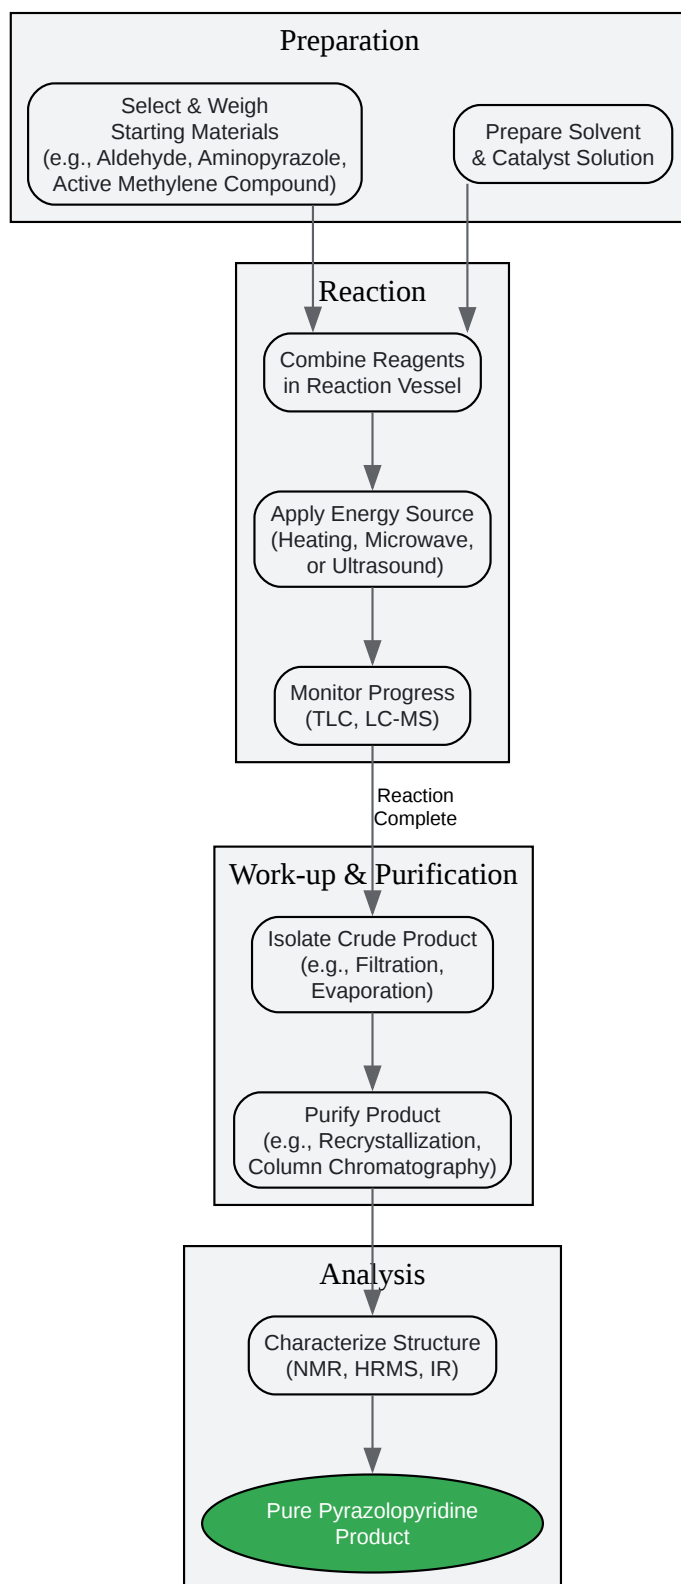 Preparation
Select & Weigh
Starting Materials
(e.g., Aldehyde, Aminopyrazole,
Active Methylene Compound)
Prepare Solvent
& Catalyst Solution
Reaction
Combine Reagents
in Reaction Vessel
Apply Energy Source
(Heating, Microwave,
or Ultrasound)
Monitor Progress
(TLC, LC-MS)
Reaction
Complete
Work-up & Purification
Isolate Crude Product
(e.g., Filtration,
Evaporation)
Purify Product
(e.g., Recrystallization,
Column Chromatography)
Analysis
Characterize Structure
(NMR, HRMS, IR)
Pure Pyrazolopyridine
Product